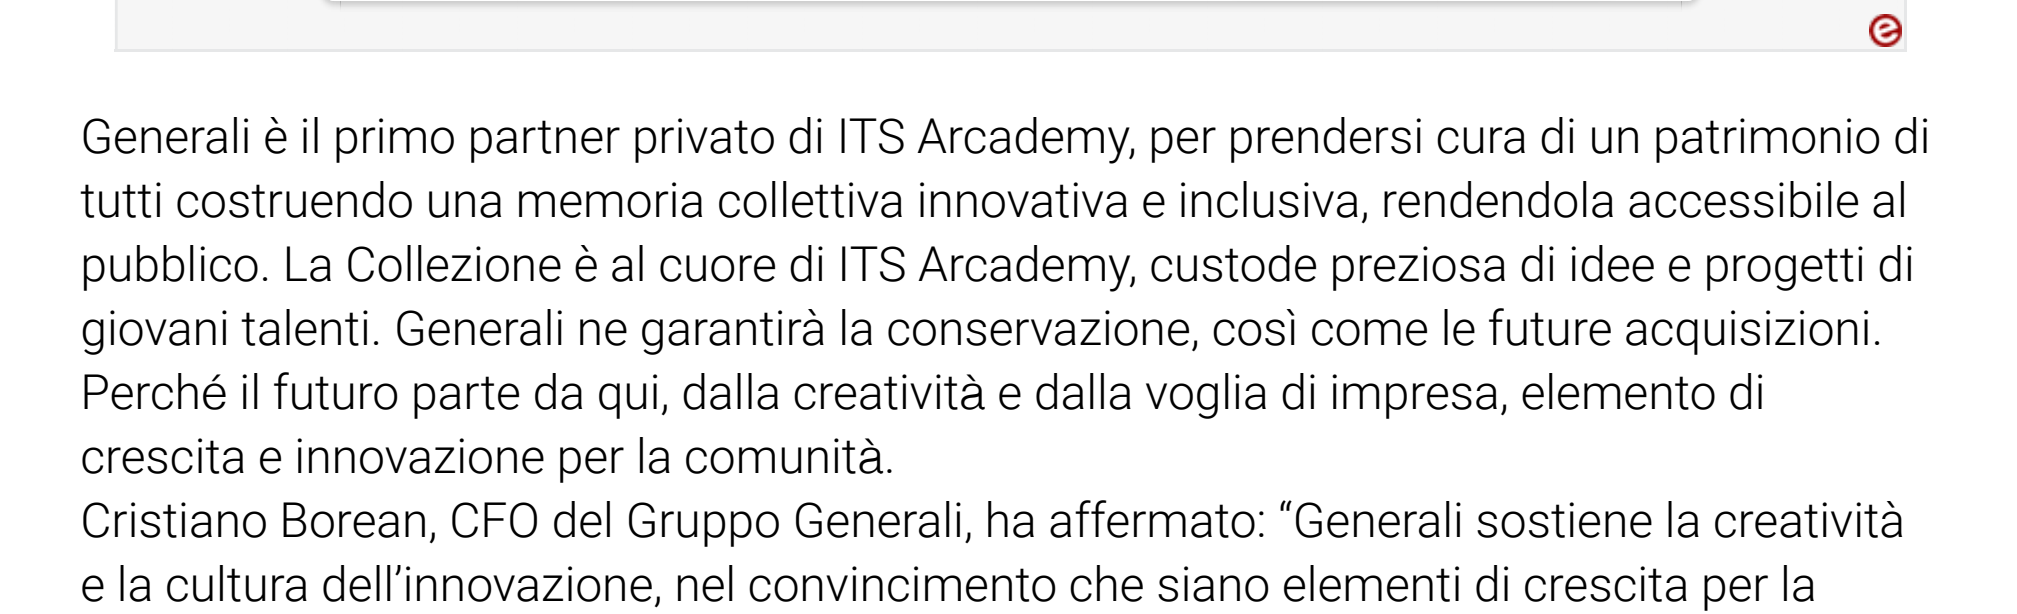 Generali è il primo partner privato di ITS Arcademy, per prendersi cura di un patrimonio di
tutti costruendo una memoria collettiva innovativa e inclusiva, rendendola accessibile al
pubblico. La Collezione è al cuore di ITS Arcademy, custode preziosa di idee e progetti di
giovani talenti. Generali ne garantirà la conservazione, così come le future acquisizioni.
Perché il futuro parte da qui, dalla creatività e dalla voglia di impresa, elemento di
crescita e innovazione per la comunità.
Cristiano Borean, CFO del Gruppo Generali, ha affermato: “Generali sostiene la creatività
e la cultura dell’innovazione, nel convincimento che siano elementi di crescita per la